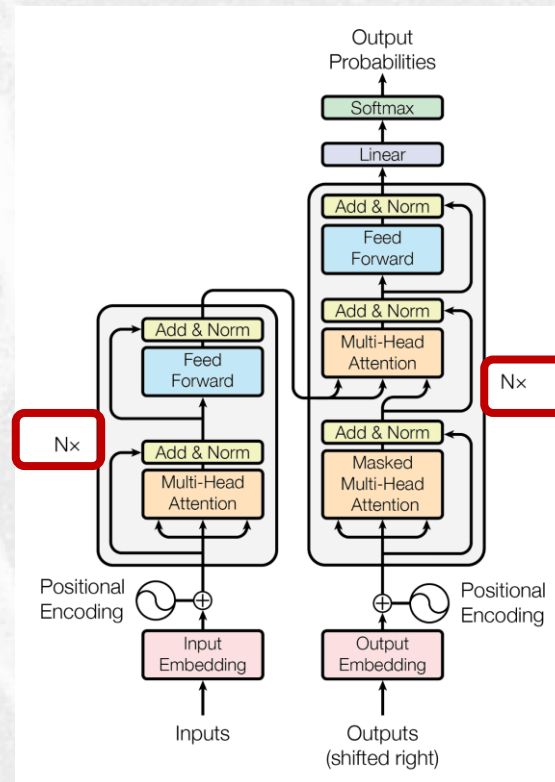 Output
Probabilities
Softmax
Linear
Add & Norm
Feed
Forward
Add & Norm
Multi-Head
Attention
Nx
Add & Norm
Masked
Multi-Head
Attention
Positional
Encoding
Output
Embedding
Outputs
(shifted right)
Add & Norm
Feed
Forward
Nx
Add & Norm
Multi-Head
Attention
Positional
Encoding
Input
Embedding
Inputs